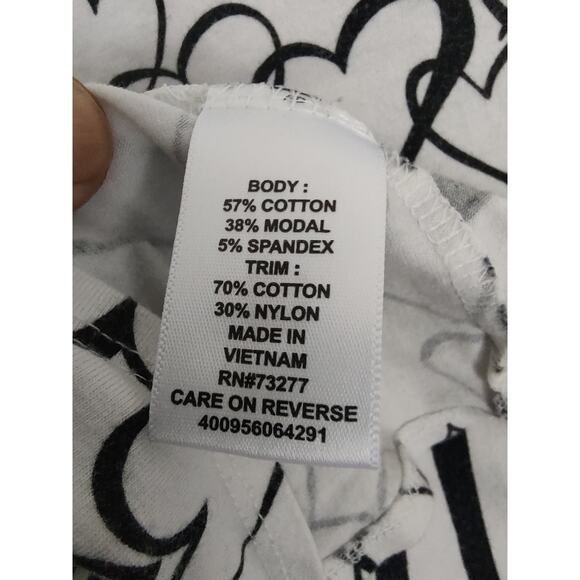 BODY :
57% COTTON
38% MODAL
5% SPANDEX
TRIM :
70% COTTON
30% NYLON
MADE IN
VIETNAM
RN#73277
CARE ON REVERSE
400956064291